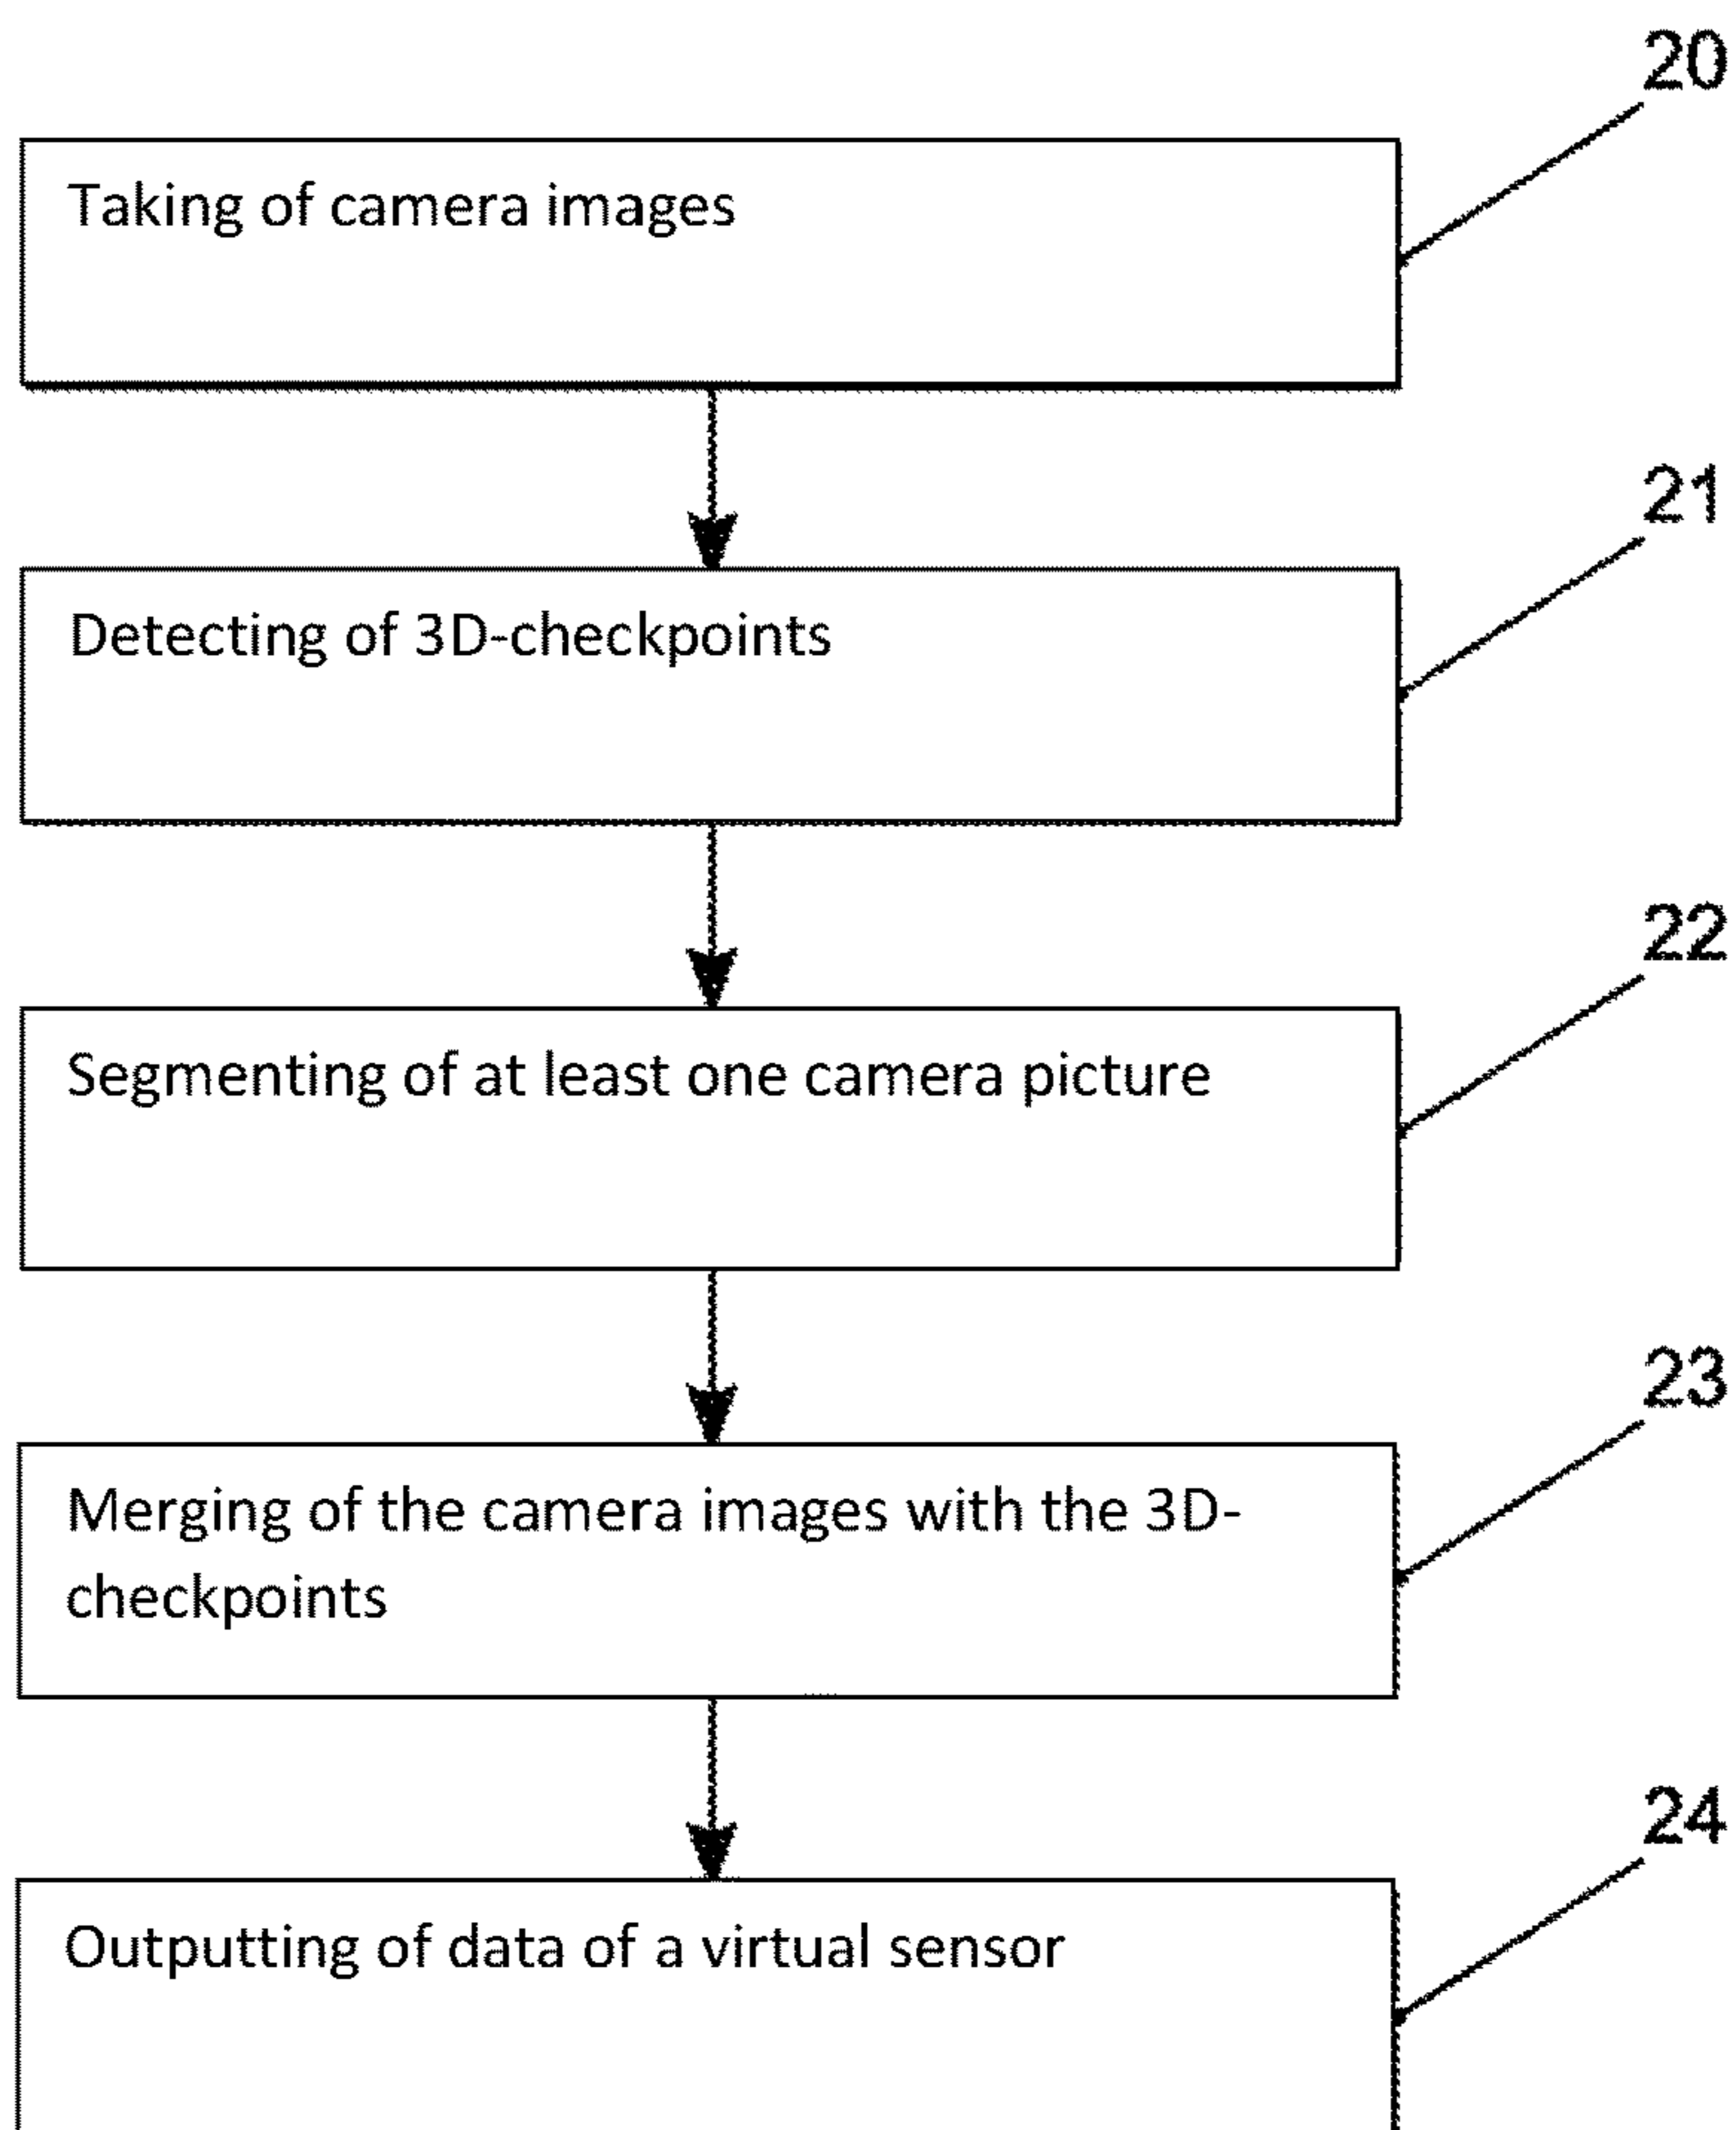 20
Taking of camera images
21
Detecting of 3D-checkpoints
22
Segmenting of at least one camera picture
23
Merging of the camera images with the 3D-
checkpoints
24
Outputting of data of a virtual sensor